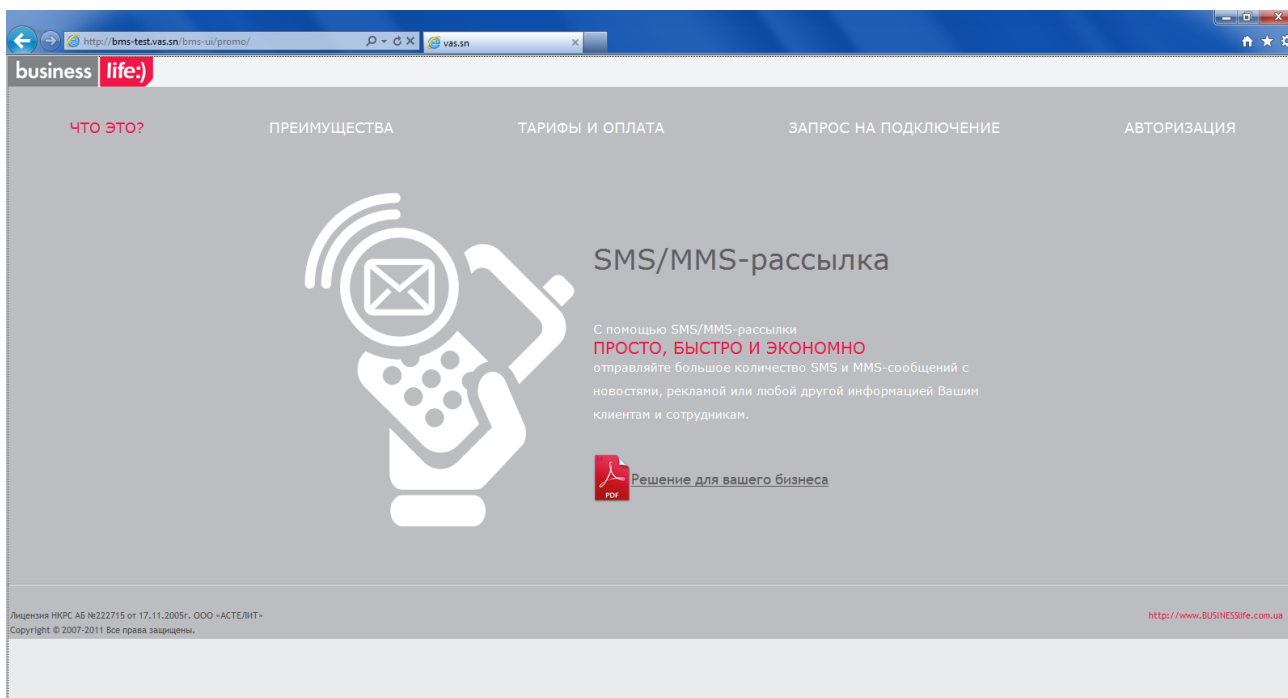 http://bms-test.vas.sn/bms-ui/promo/
vas.sn
business life:)
ЧТО ЭТО? ПРЕИМУЩЕСТВА ТАРИФЫ И ОПЛАТА ЗАПРОС НА ПОДКЛЮЧЕНИЕ АВТОРИЗАЦИЯ
SMS/MMS-рассылка
С помощью SMS/MMS-рассылки
ПРОСТО, БЫСТРО И ЭКОНОМНО
отправляйте большое количество SMS и MMS-сообщений с
новостями, рекламой или любой другой информацией Вашим
клиентам и сотрудникам.
PDF
Решение для вашего бизнеса
Лицензия НКРС АБ №222715 от 17.11.2005г. ООО «АСТЕЛИТ»
http://www.BUSINESSlife.com.ua
Copyright © 2007-2011 Все права защищены.